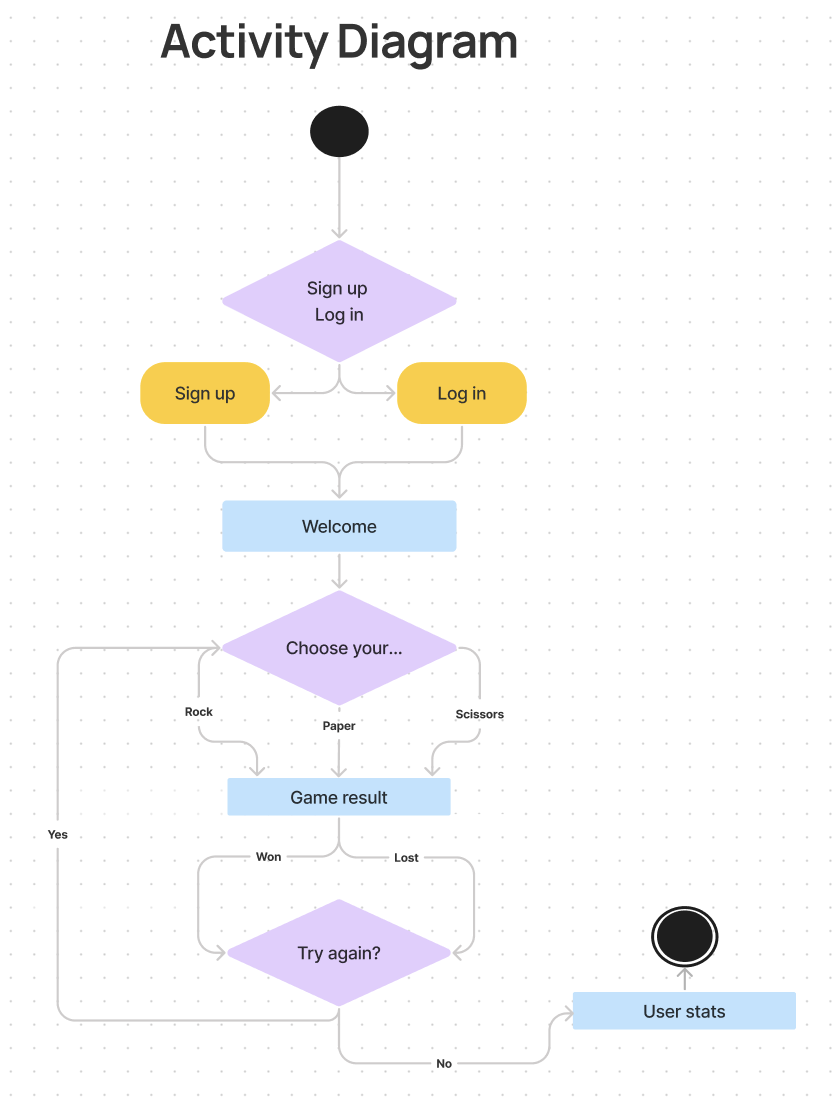 Activity Diagram
Sign up
Log in
Sign up
Log in
Welcome
Choose your...
Rock
Paper
Scissors
Game result
Yes
Won
Lost
Try again?
User stats
No